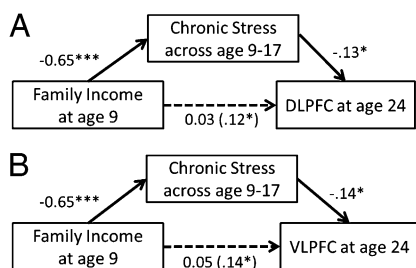 A
Chronic Stress
across age 9-17
-0.65***
-.13*
Family Income
at age 9
DLPFC at age 24
0.03 (.12*)
B
Chronic Stress
across age 9-17
-0.65***
-.14*
Family Income
at age 9
VLPFC at age 24
0.05 (.14*)